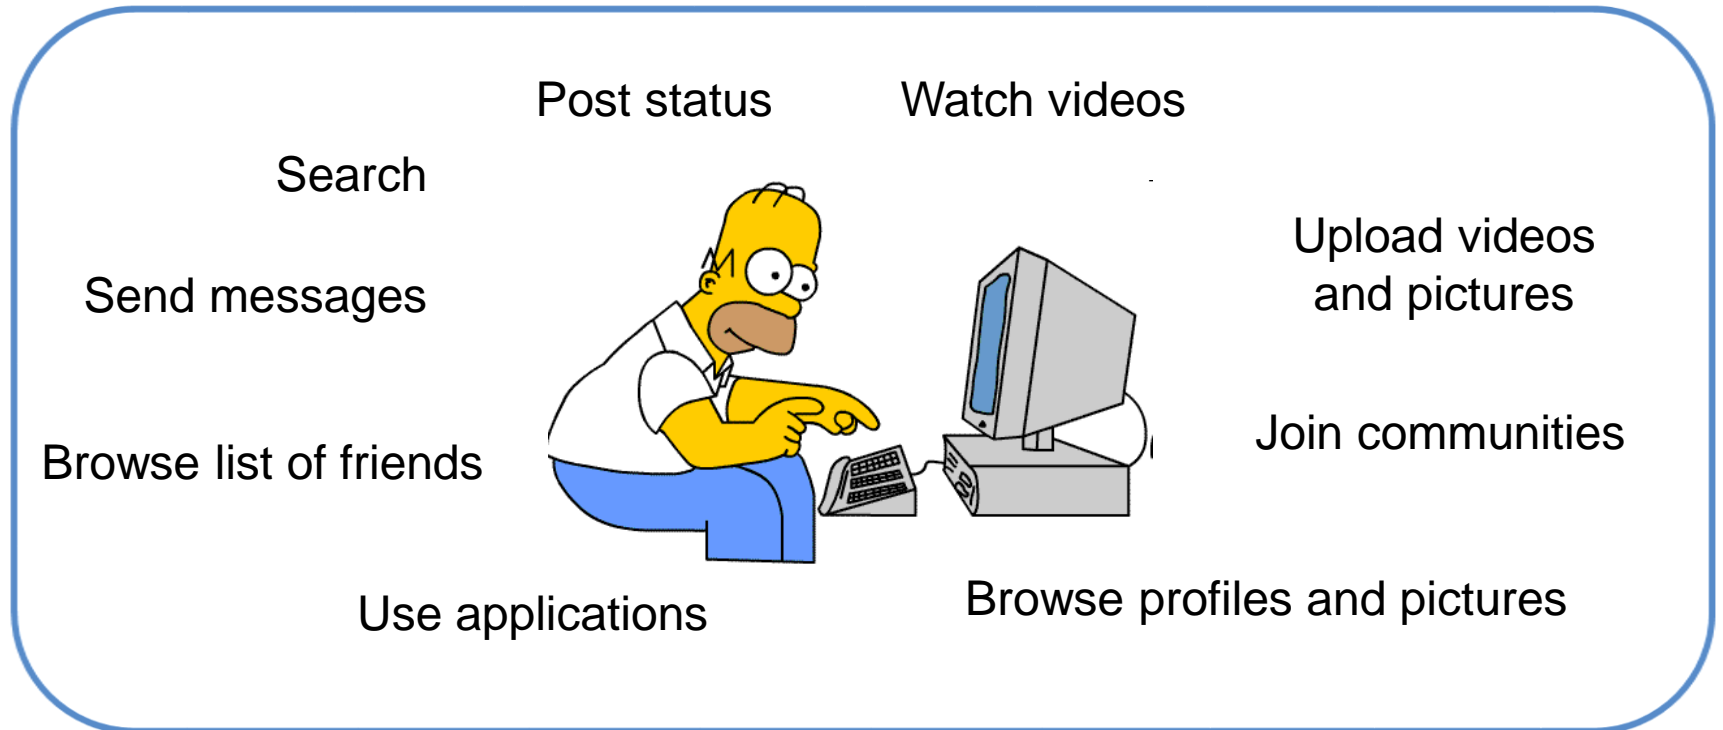 Post status
Watch videos
Search
Upload videos
and pictures
Send messages
Join communities
Browse list of friends
Browse profiles and pictures
Use applications